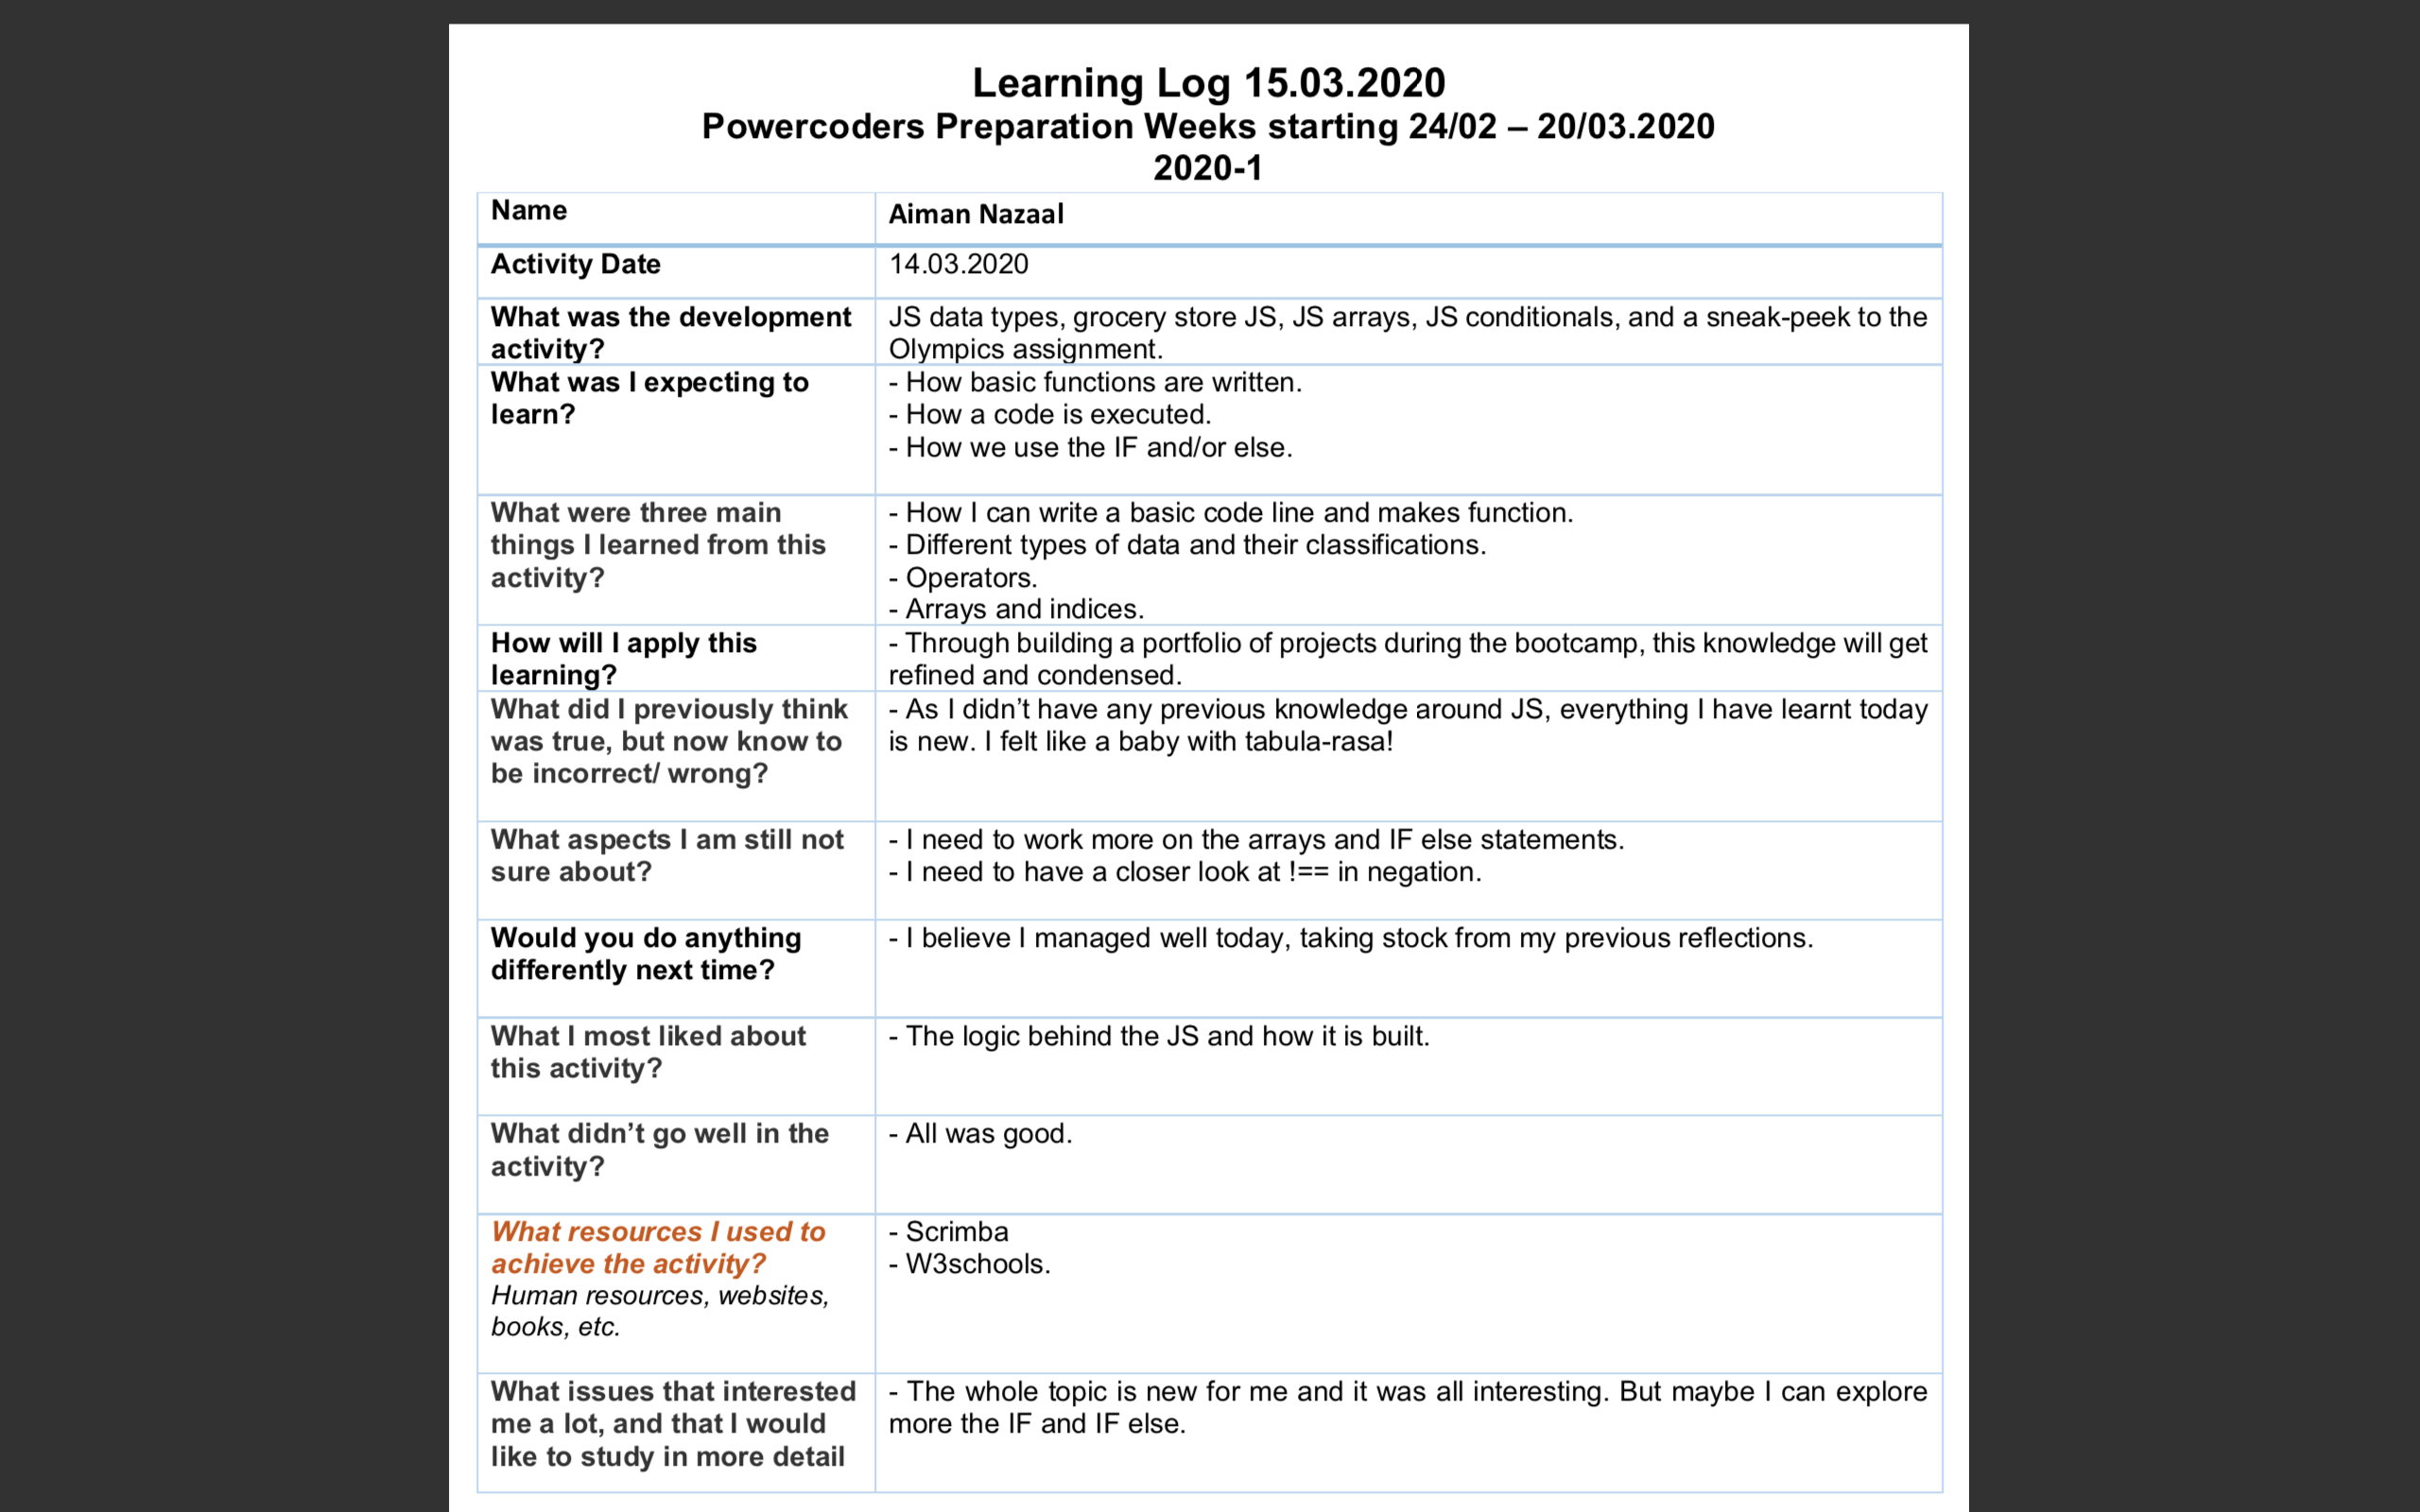 Learning Log 15.03.2020
Powercoders Preparation Weeks starting 24/02 – 20/03.2020
2020-1
Name
Aiman Nazaal
Activity Date
14.03.2020
What was the development
activity?
JS data types, grocery store JS, JS arrays, JS conditionals, and a sneak-peek to the
Olympics assignment.
What was I expecting to
learn?
- How basic functions are written.
- How a code is executed.
- How we use the IF and/or else.
What were three main
things I learned from this
activity?
- How I can write a basic code line and makes function.
- Different types of data and their classifications.
- Operators.
- Arrays and indices.
How will I apply this
learning?
- Through building a portfolio of projects during the bootcamp, this knowledge will get
refined and condensed.
What did I previously think
was true, but now know to
be incorrect/ wrong?
- As I didn’t have any previous knowledge around JS, everything I have learnt today
is new. I felt like a baby with tabula-rasa!
What aspects I am still not
sure about?
- I need to work more on the arrays and IF else statements.
- I need to have a closer look at !== in negation.
Would you do anything
differently next time?
- I believe I managed well today, taking stock from my previous reflections.
What I most liked about
this activity?
- The logic behind the JS and how it is built.
What didn’t go well in the
activity?
- All was good.
What resources I used to
achieve the activity?
Human resources, websites,
books, etc.
- Scrimba
- W3schools.
What issues that interested
me a lot, and that I would
like to study in more detail
- The whole topic is new for me and it was all interesting. But maybe I can explore
more the IF and IF else.